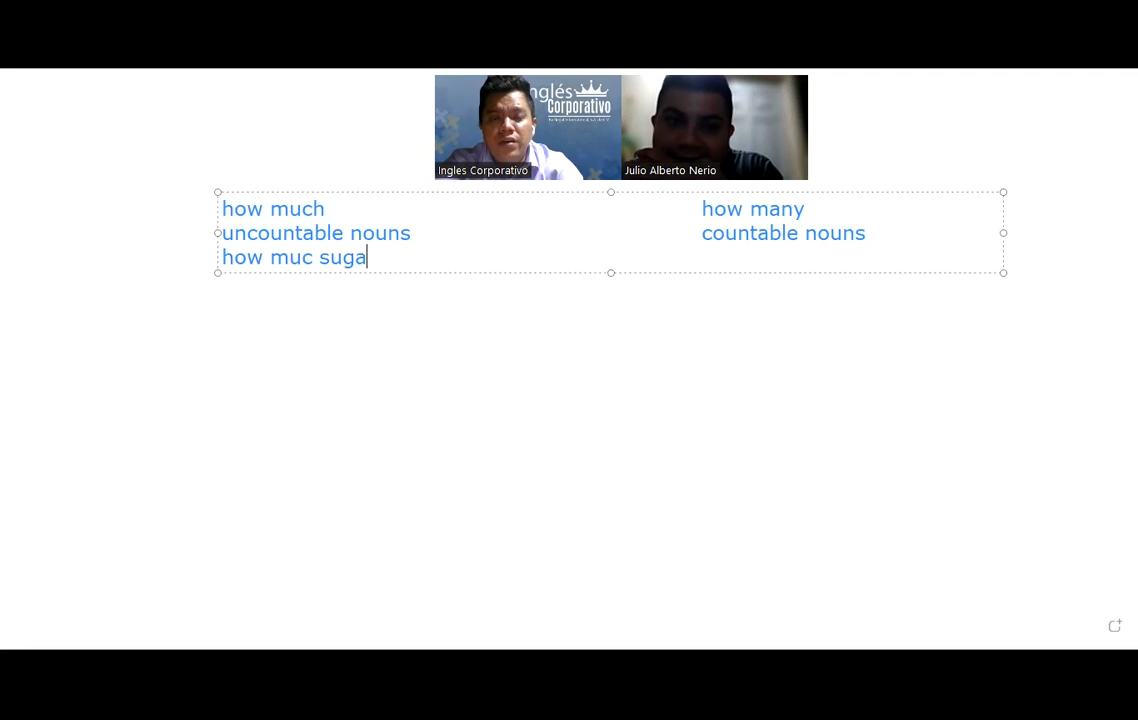 Inglés
Corporativo
Ingles Corporativo
Julio Alberto Nerio
how much how many
uncountable nouns countable nouns
how muc suga